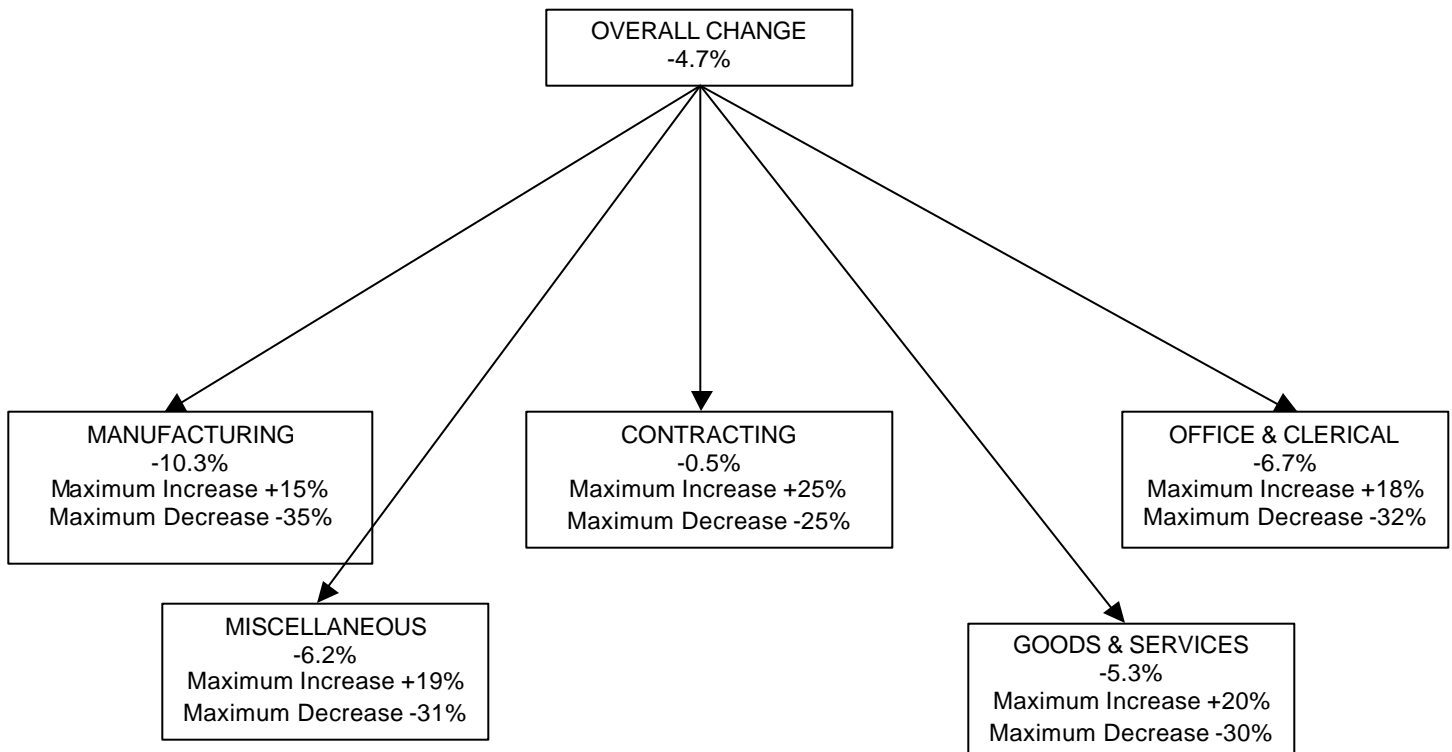 OVERALL CHANGE
-4.7%
MANUFACTURING
-10.3%
Maximum Increase +15%
Maximum Decrease -35%
CONTRACTING
-0.5%
Maximum Increase +25%
Maximum Decrease -25%
OFFICE & CLERICAL
-6.7%
Maximum Increase +18%
Maximum Decrease -32%
MISCELLANEOUS
-6.2%
Maximum Increase +19%
Maximum Decrease -31%
GOODS & SERVICES
-5.3%
Maximum Increase +20%
Maximum Decrease -30%